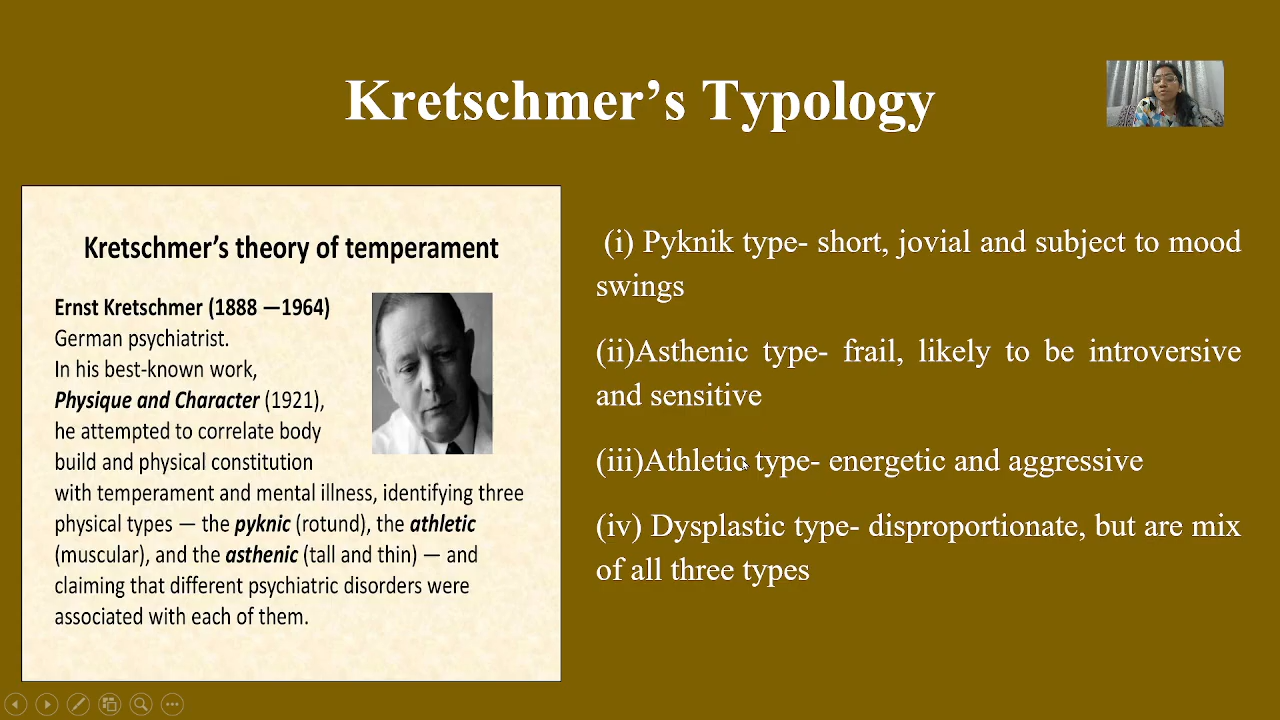 Kretschmer’s Typology
Kretschmer’s theory of temperament
Ernst Kretschmer (1888 —1964)
German psychiatrist.
In his best-known work,
Physique and Character (1921),
he attempted to correlate body
build and physical constitution
with temperament and mental illness, identifying three
physical types — the pyknic (rotund), the athletic
(muscular), and the asthenic (tall and thin) — and
claiming that different psychiatric disorders were
associated with each of them.
(i) Pyknik type- short, jovial and subject to mood
swings
(ii)Asthenic type- frail, likely to be introversive
and sensitive
(iii)Athletic type- energetic and aggressive
(iv) Dysplastic type- disproportionate, but are mix
of all three types